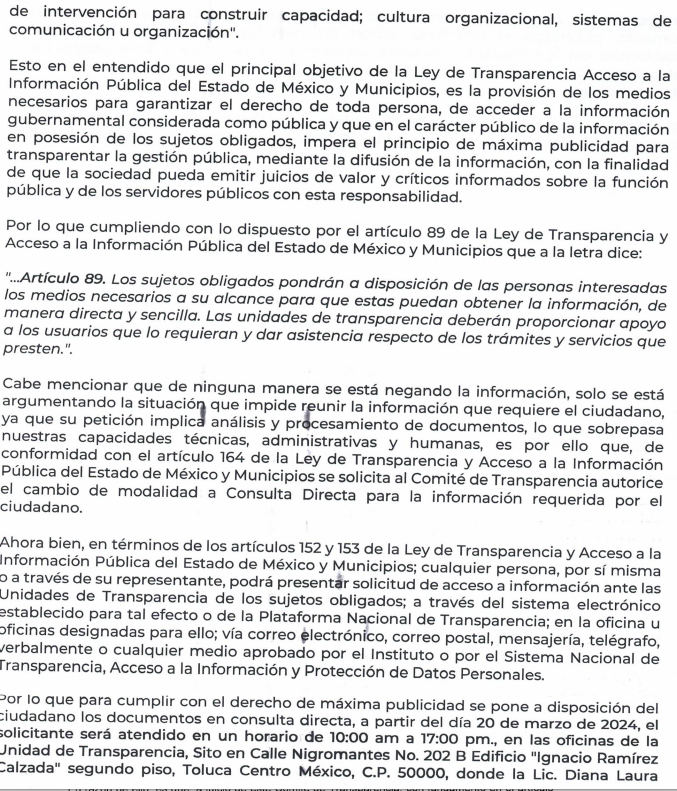 de intervención para construir capacidad; cultura organizacional, sistemas de
comunicación u organización".
Esto en el entendido que el principal objetivo de la Ley de Transparencia Acceso a la
Información Pública del Estado de México y Municipios, es la provisión de los medios
necesarios para garantizar el derecho de toda persona, de acceder a la información
gubernamental considerada como pública y que en el carácter público de la información
en posesión de los sujetos obligados, impera el principio de máxima publicidad para
transparentar la gestión pública, mediante la difusión de la información, con la finalidad
de que la sociedad pueda emitir juicios de valor y críticos informados sobre la función
pública y de los servidores públicos con esta responsabilidad.
Por lo que cumpliendo con lo dispuesto por el artículo 89 de la Ley de Transparencia y
Acceso a la Información Pública del Estado de México y Municipios que a la letra dice:
"...Artículo 89. Los sujetos obligados pondrán a disposición de las personas interesadas
los medios necesarios a su alcance para que estas puedan obtener la información, de
manera directa y sencilla. Las unidades de transparencia deberán proporcionar apoyo
a los usuarios que lo requieran y dar asistencia respecto de los trámites y servicios que
presten.".
Cabe mencionar que de ninguna manera se está negando la información, solo se está
argumentando la situación que impide reunir la información que requiere el ciudadano,
ya que su petición implica análisis y procesamiento de documentos, lo que sobrepasa
nuestras capacidades técnicas, administrativas y humanas, es por ello que, de
conformidad con el artículo 164 de la Ley de Transparencia y Acceso a la Información
Pública del Estado de México y Municipios se solicita al Comité de Transparencia autorice
el cambio de modalidad a Consulta Directa para la información requerida por el
ciudadano.
Ahora bien, en términos de los artículos 152 y 153 de la Ley de Transparencia y Acceso a la
Información Pública del Estado de México y Municipios; cualquier persona, por sí misma
o a través de su representante, podrá presentar solicitud de acceso a información ante las
Unidades de Transparencia de los sujetos obligados; a través del sistema electrónico
establecido para tal efecto o de la Plataforma Nacional de Transparencia; en la oficina u
oficinas designadas para ello; vía correo electrónico, correo postal, mensajería, telégrafo,
verbalmente o cualquier medio aprobado por el Instituto o por el Sistema Nacional de
Transparencia, Acceso a la Información y Protección de Datos Personales.
Por lo que para cumplir con el derecho de máxima publicidad se pone a disposición del
ciudadano los documentos en consulta directa, a partir del día 20 de marzo de 2024, el
solicitante será atendido en un horario de 10:00 am a 17:00 pm., en las oficinas de la
Unidad de Transparencia, Sito en Calle Nigromantes No. 202 B Edificio "Ignacio Ramírez
Calzada" segundo piso, Toluca Centro México, C.P. 50000, donde la Lic. Diana Laura